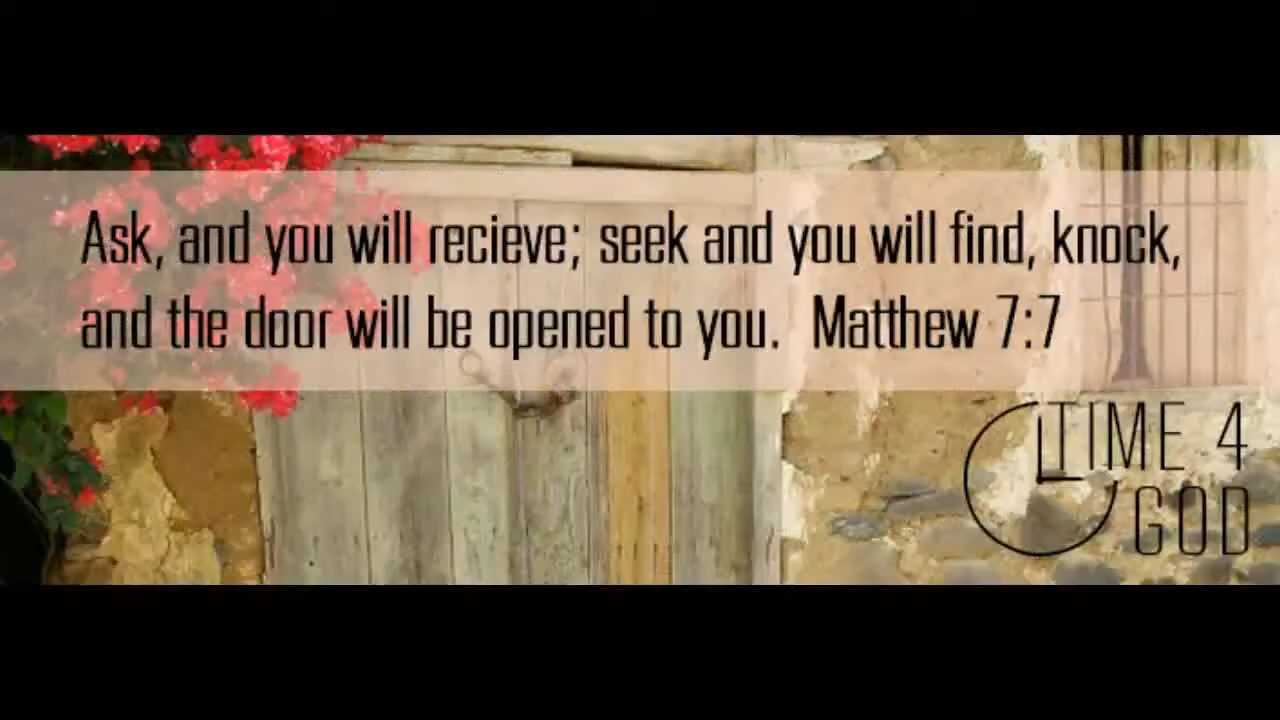 Ask, and you will recieve; seek and you will find, knock,
and the door will be opened to you.  Matthew 7:7
TIME 4
GOD